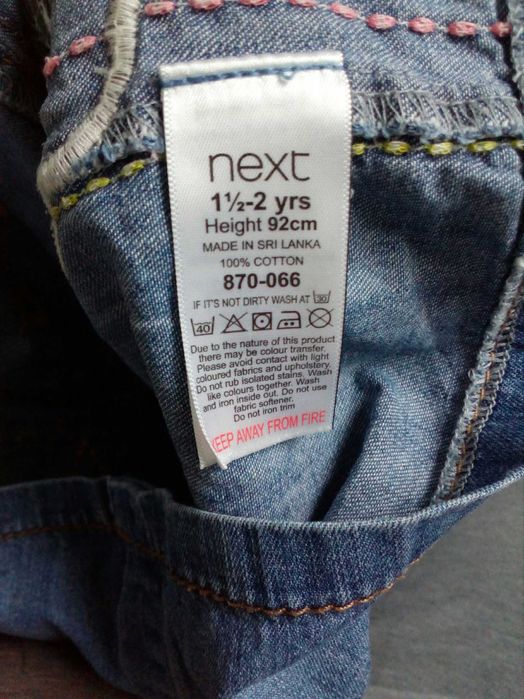 next
1½-2 yrs
Height 92cm
MADE IN SRI LANKA
100% COTTON
870-066
IF IT'S NOT DIRTY WASH AT 30
40
Due to the nature of this product
there may be colour transfer.
Please avoid contact with light
coloured fabrics and upholstery.
Do not rub isolated stains. Wash
like colours together. Wash
and iron inside out. Do not use
fabric softener.
Do not iron trim
KEEP AWAY FROM FIRE